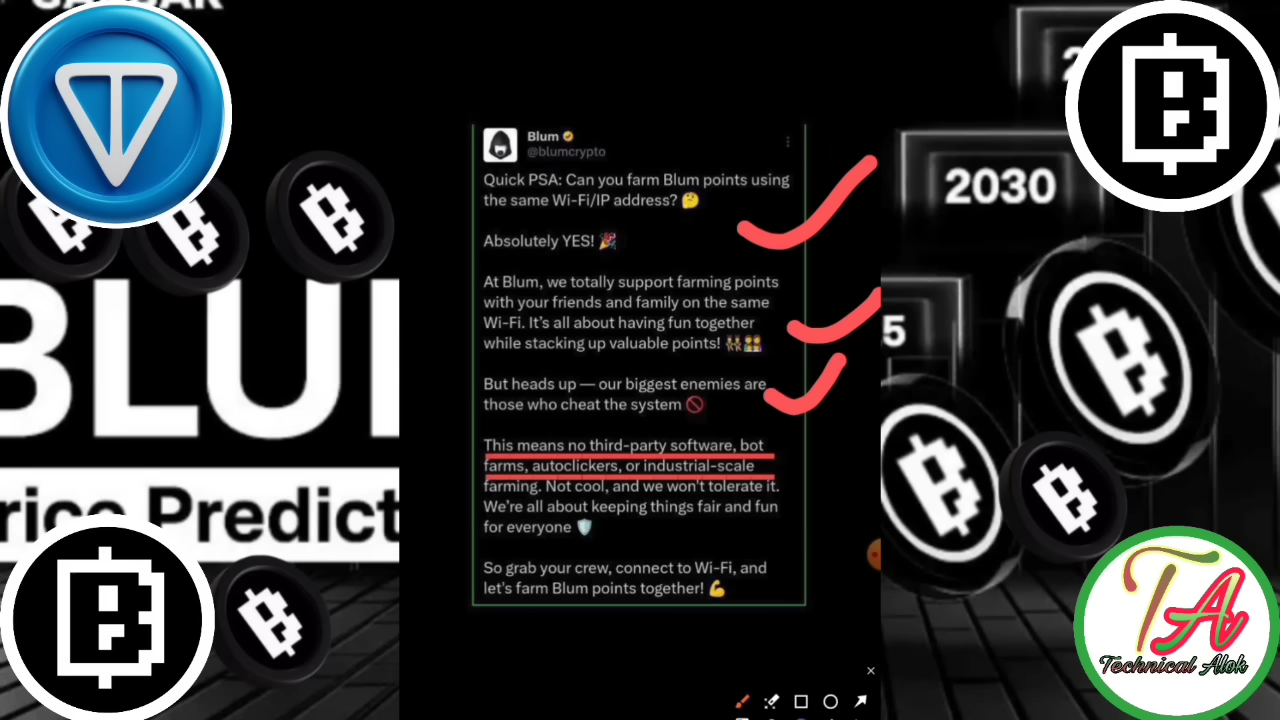 Blum
@blumcrypto
Quick PSA: Can you farm Blum points using
the same Wi-Fi/IP address? 🤔
Absolutely YES! 🎉
At Blum, we totally support farming points
with your friends and family on the same
Wi-Fi. It's all about having fun together
while stacking up valuable points! 👯👨‍👩‍👧‍👦
But heads up — our biggest enemies are
those who cheat the system 🚫
This means no third-party software, bot
farms, autoclickers, or industrial-scale
farming. Not cool, and we won't tolerate it.
We're all about keeping things fair and fun
for everyone 🛡️
So grab your crew, connect to Wi-Fi, and
let's farm Blum points together! 💪
BLU
rice Predict
2030
5
TA
Technical Alok